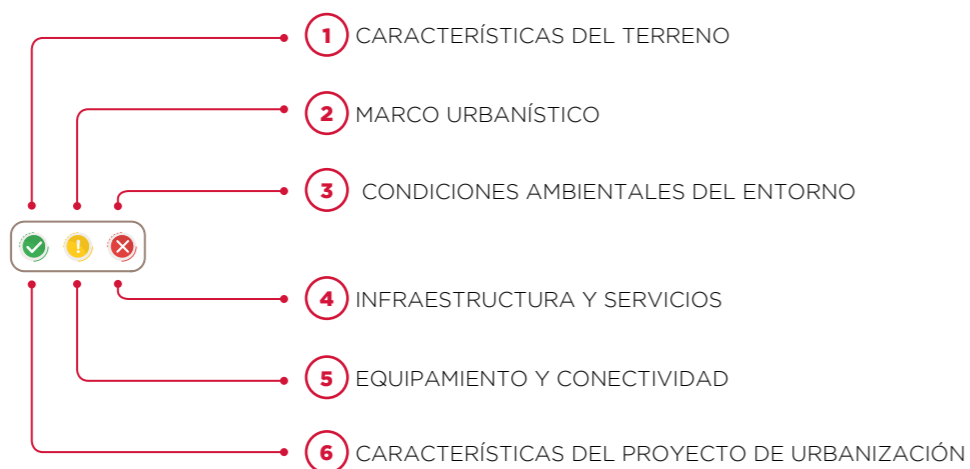 1 CARACTERÍSTICAS DEL TERRENO
2 MARCO URBANÍSTICO
3 CONDICIONES AMBIENTALES DEL ENTORNO
4 INFRAESTRUCTURA Y SERVICIOS
5 EQUIPAMIENTO Y CONECTIVIDAD
6 CARACTERÍSTICAS DEL PROYECTO DE URBANIZACIÓN